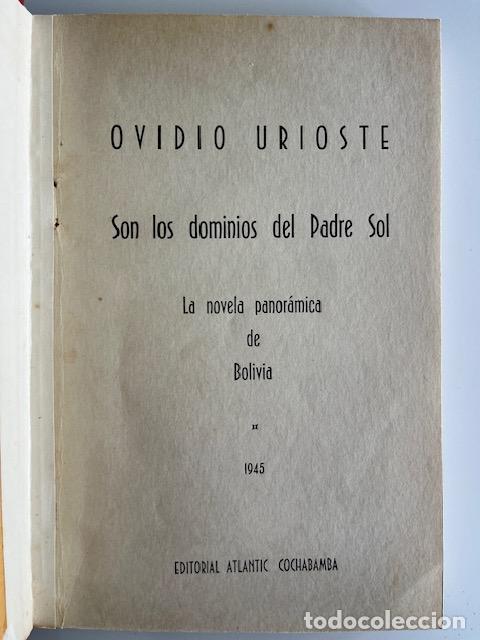 OVIDIO URIOSTE
Son los dominios del Padre Sol
La novela panorámica
de
Bolivia
1945
EDITORIAL ATLANTIC COCHABAMBA
todocoleccion